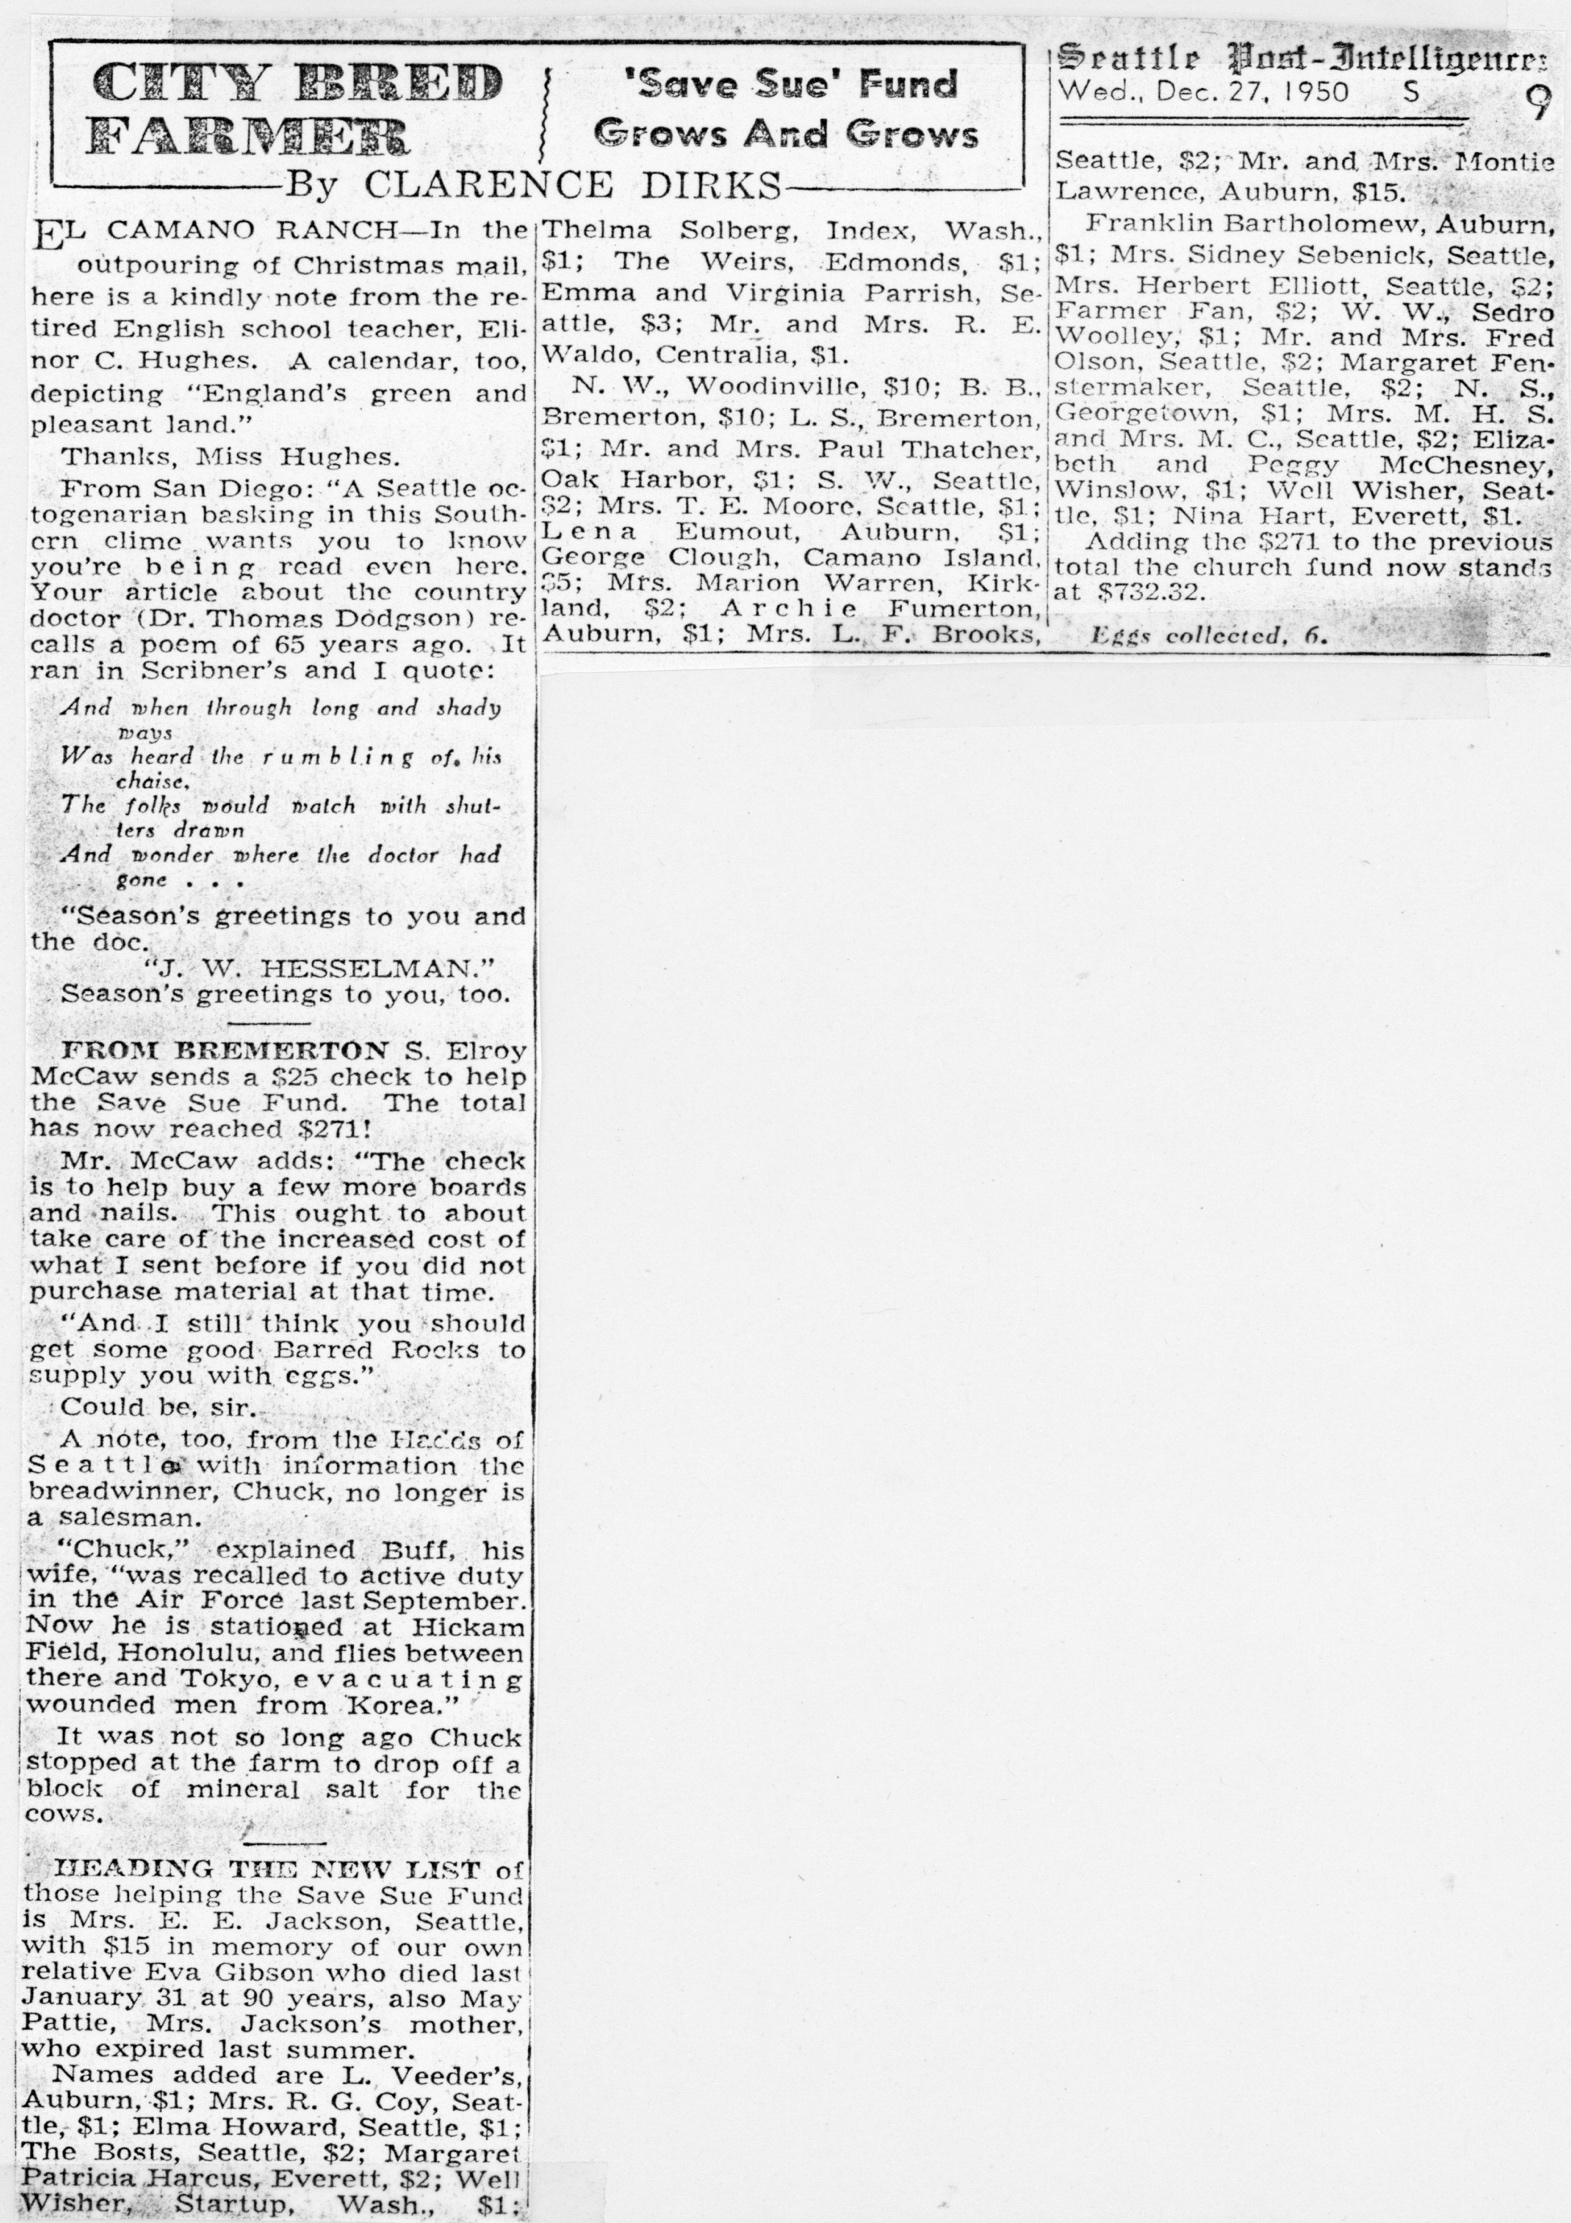 CITY BRED
FARMER
'Save Sue' Fund
Grows And Grows
By CLARENCE DIRKS
EL CAMANO RANCH—In the
outpouring of Christmas mail,
here is a kindly note from the re-
tired English school teacher, Eli-
nor C. Hughes. A calendar, too,
depicting "England's green and
pleasant land."
Thanks, Miss Hughes.
From San Diego: "A Seattle oc-
togenarian basking in this South-
ern clime wants you to know
you're being read even here.
Your article about the country
doctor (Dr. Thomas Dodgson) re-
calls a poem of 65 years ago. It
ran in Scribner's and I quote:
And when through long and shady
ways
Was heard the rumbling of his
chaise,
The folks would watch with shut-
ters drawn
And wonder where the doctor had
gone . . .
"Season's greetings to you and
the doc.
"J. W. HESSELMAN."
Season's greetings to you, too.
FROM BREMERTON S. Elroy
McCaw sends a $25 check to help
the Save Sue Fund. The total
has now reached $271!
Mr. McCaw adds: "The check
is to help buy a few more boards
and nails. This ought to about
take care of the increased cost of
what I sent before if you did not
purchase material at that time.
"And I still think you should
get some good Barred Rocks to
supply you with eggs."
Could be, sir.
A note, too, from the Hadds of
Seattle with information the
breadwinner, Chuck, no longer is
a salesman.
"Chuck," explained Buff, his
wife, "was recalled to active duty
in the Air Force last September.
Now he is stationed at Hickam
Field, Honolulu, and flies between
there and Tokyo, evacuating
wounded men from Korea."
It was not so long ago Chuck
stopped at the farm to drop off a
block of mineral salt for the
cows.
HEADING THE NEW LIST of
those helping the Save Sue Fund
is Mrs. E. E. Jackson, Seattle,
with $15 in memory of our own
relative Eva Gibson who died last
January 31 at 90 years, also May
Pattie, Mrs. Jackson's mother,
who expired last summer.
Names added are L. Veeder's,
Auburn, $1; Mrs. R. G. Coy, Seat-
tle, $1; Elma Howard, Seattle, $1;
The Bosts, Seattle, $2; Margaret
Patricia Harcus, Everett, $2; Well
Wisher, Startup, Wash., $1;
Thelma Solberg, Index, Wash.,
$1; The Weirs, Edmonds, $1;
Emma and Virginia Parrish, Se-
attle, $3; Mr. and Mrs. R. E.
Waldo, Centralia, $1.
N. W., Woodinville, $10; B. B.,
Bremerton, $10; L. S., Bremerton,
$1; Mr. and Mrs. Paul Thatcher,
Oak Harbor, $1; S. W., Seattle,
$2; Mrs. T. E. Moore, Seattle, $1;
Lena Eumout, Auburn, $1;
George Clough, Camano Island,
$5; Mrs. Marion Warren, Kirk-
land, $2; Archie Fumerton,
Auburn, $1; Mrs. L. F. Brooks,
Seattle Post-Intelligencer
Wed., Dec. 27, 1950 S 9
Seattle, $2; Mr. and Mrs. Montie
Lawrence, Auburn, $15.
Franklin Bartholomew, Auburn,
$1; Mrs. Sidney Sebenick, Seattle,
Mrs. Herbert Elliott, Seattle, $2;
Farmer Fan, $2; W. W., Sedro
Woolley, $1; Mr. and Mrs. Fred
Olson, Seattle, $2; Margaret Fen-
stermaker, Seattle, $2; N. S.,
Georgetown, $1; Mrs. M. H. S.
and Mrs. M. C., Seattle, $2; Eliza-
beth and Peggy McChesney,
Winslow, $1; Well Wisher, Seat-
tle, $1; Nina Hart, Everett, $1.
Adding the $271 to the previous
total the church fund now stands
at $732.32.
Eggs collected, 6.